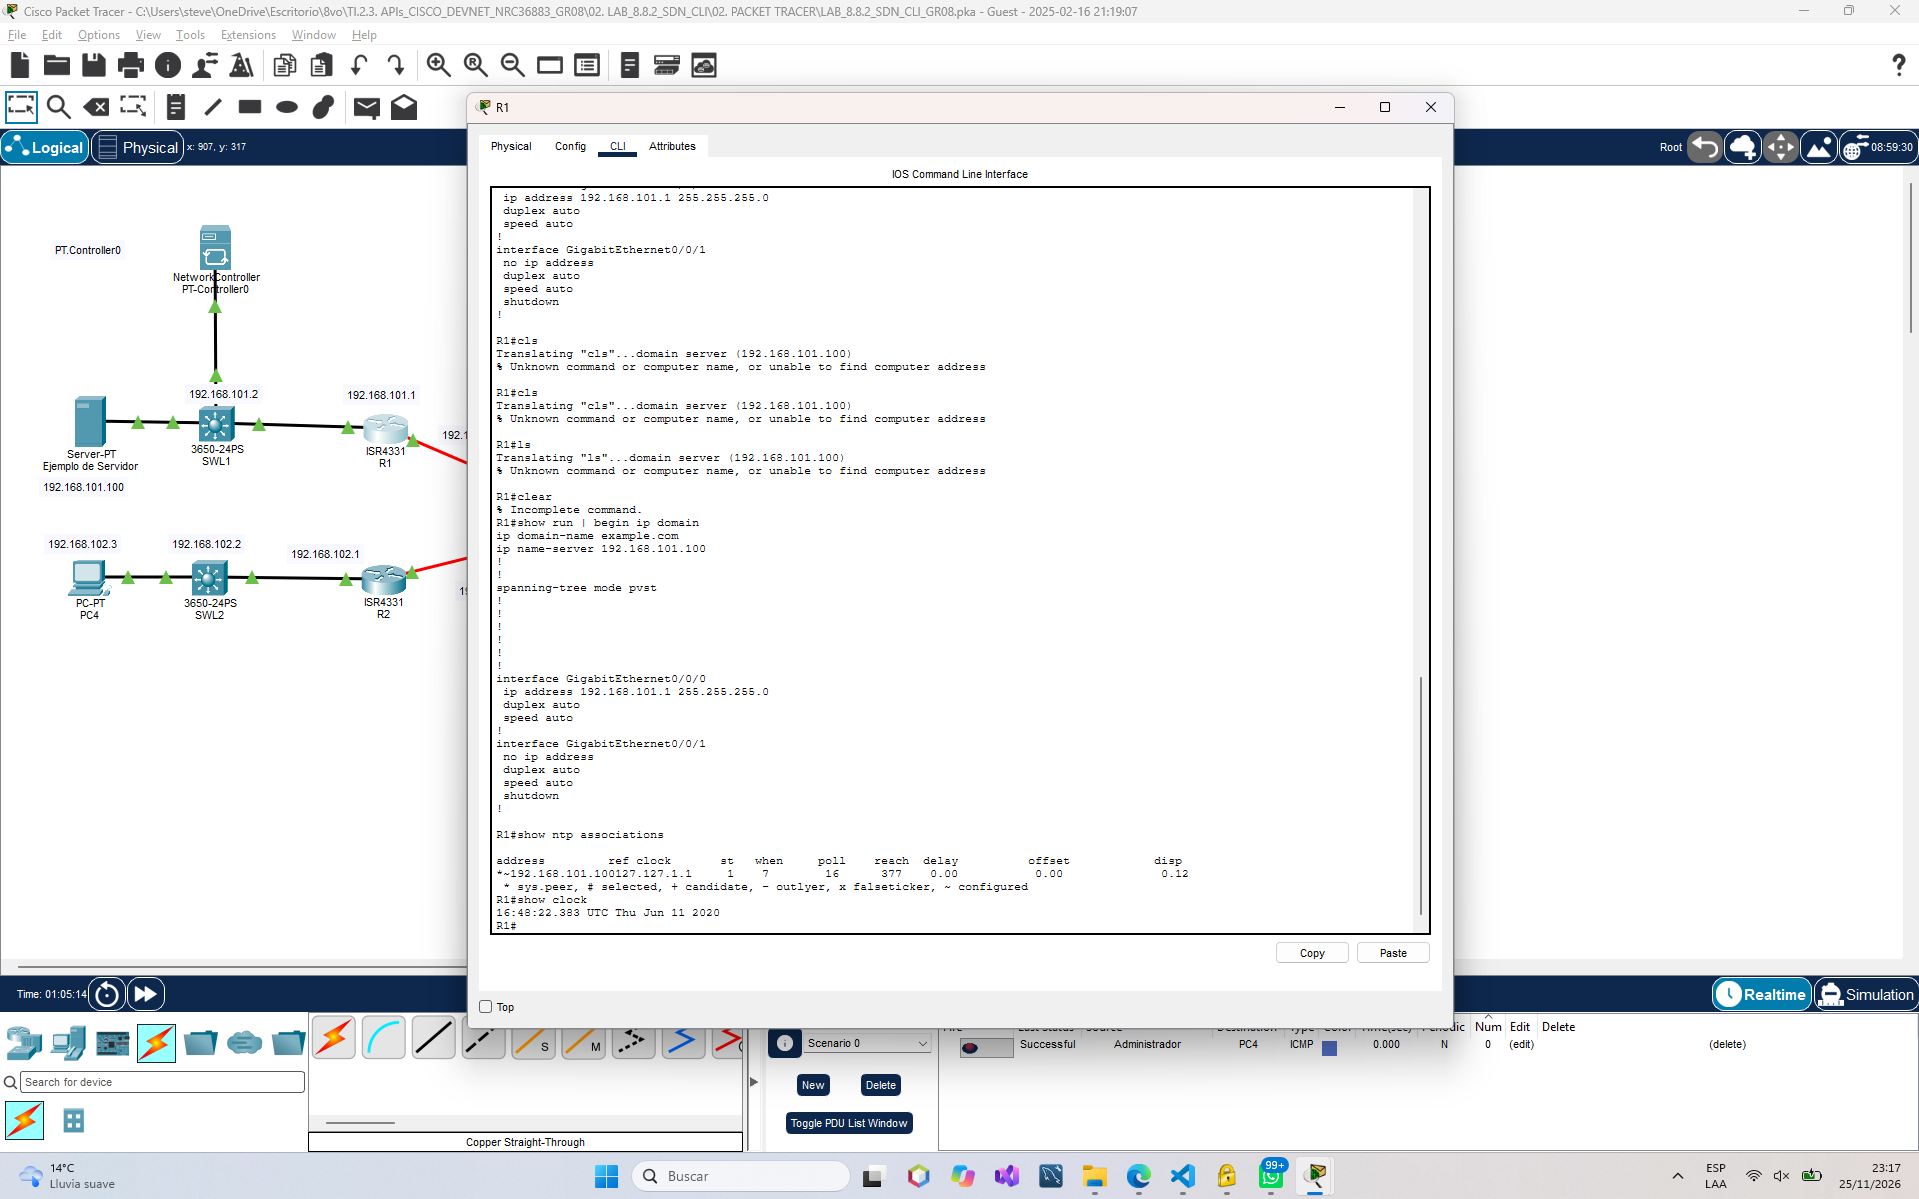 Cisco Packet Tracer - C:\Users\steve\OneDrive\Escritorio\8vo\TI.2.3. APIs_CISCO_DEVNET_NRC36883_GR08\02. LAB_8.8.2_SDN_CLI\02. PACKET TRACER\LAB_8.8.2_SDN_CLI_GR08.pka - Guest - 2025-02-16 21:19:07
File Edit Options View Tools Extensions Window Help
Logical Physical x: 907, y: 317
Root 08:59:30
R1
Physical Config CLI Attributes
IOS Command Line Interface
ip address 192.168.101.1 255.255.255.0
duplex auto
speed auto
!
interface GigabitEthernet0/0/1
no ip address
duplex auto
speed auto
shutdown
!
R1#cls
Translating "cls"...domain server (192.168.101.100)
% Unknown command or computer name, or unable to find computer address
R1#cls
Translating "cls"...domain server (192.168.101.100)
% Unknown command or computer name, or unable to find computer address
R1#ls
Translating "ls"...domain server (192.168.101.100)
% Unknown command or computer name, or unable to find computer address
R1#clear
% Incomplete command.
R1#show run | begin ip domain
ip domain-name example.com
ip name-server 192.168.101.100
!
!
spanning-tree mode pvst
!
!
!
!
!
!
interface GigabitEthernet0/0/0
ip address 192.168.101.1 255.255.255.0
duplex auto
speed auto
!
interface GigabitEthernet0/0/1
no ip address
duplex auto
speed auto
shutdown
!
R1#show ntp associations
address ref clock st when poll reach delay offset disp
*~192.168.101.100127.127.1.1 1 7 16 377 0.00 0.00 0.12
* sys.peer, # selected, + candidate, - outlyer, x falseticker, ~ configured
R1#show clock
16:48:22.383 UTC Thu Jun 11 2020
R1#
Copy Paste
Top
PT.Controller0
NetworkController
PT-Controller0
192.168.101.2
192.168.101.1
Server-PT
Ejemplo de Servidor
192.168.101.100
3650-24PS
SWL1
ISR4331
R1
192.1
192.168.102.3
192.168.102.2
192.168.102.1
PC-PT
PC4
3650-24PS
SWL2
ISR4331
R2
19
Time: 01:05:14
Realtime Simulation
S
M
Search for device
Copper Straight-Through
Scenario 0
New Delete
Toggle PDU List Window
Num Edit Delete
Successful Administrador PC4 ICMP 0.000 N 0 (edit) (delete)
14°C
Lluvia suave
Buscar
99+
ESP
LAA
23:17
25/11/2026